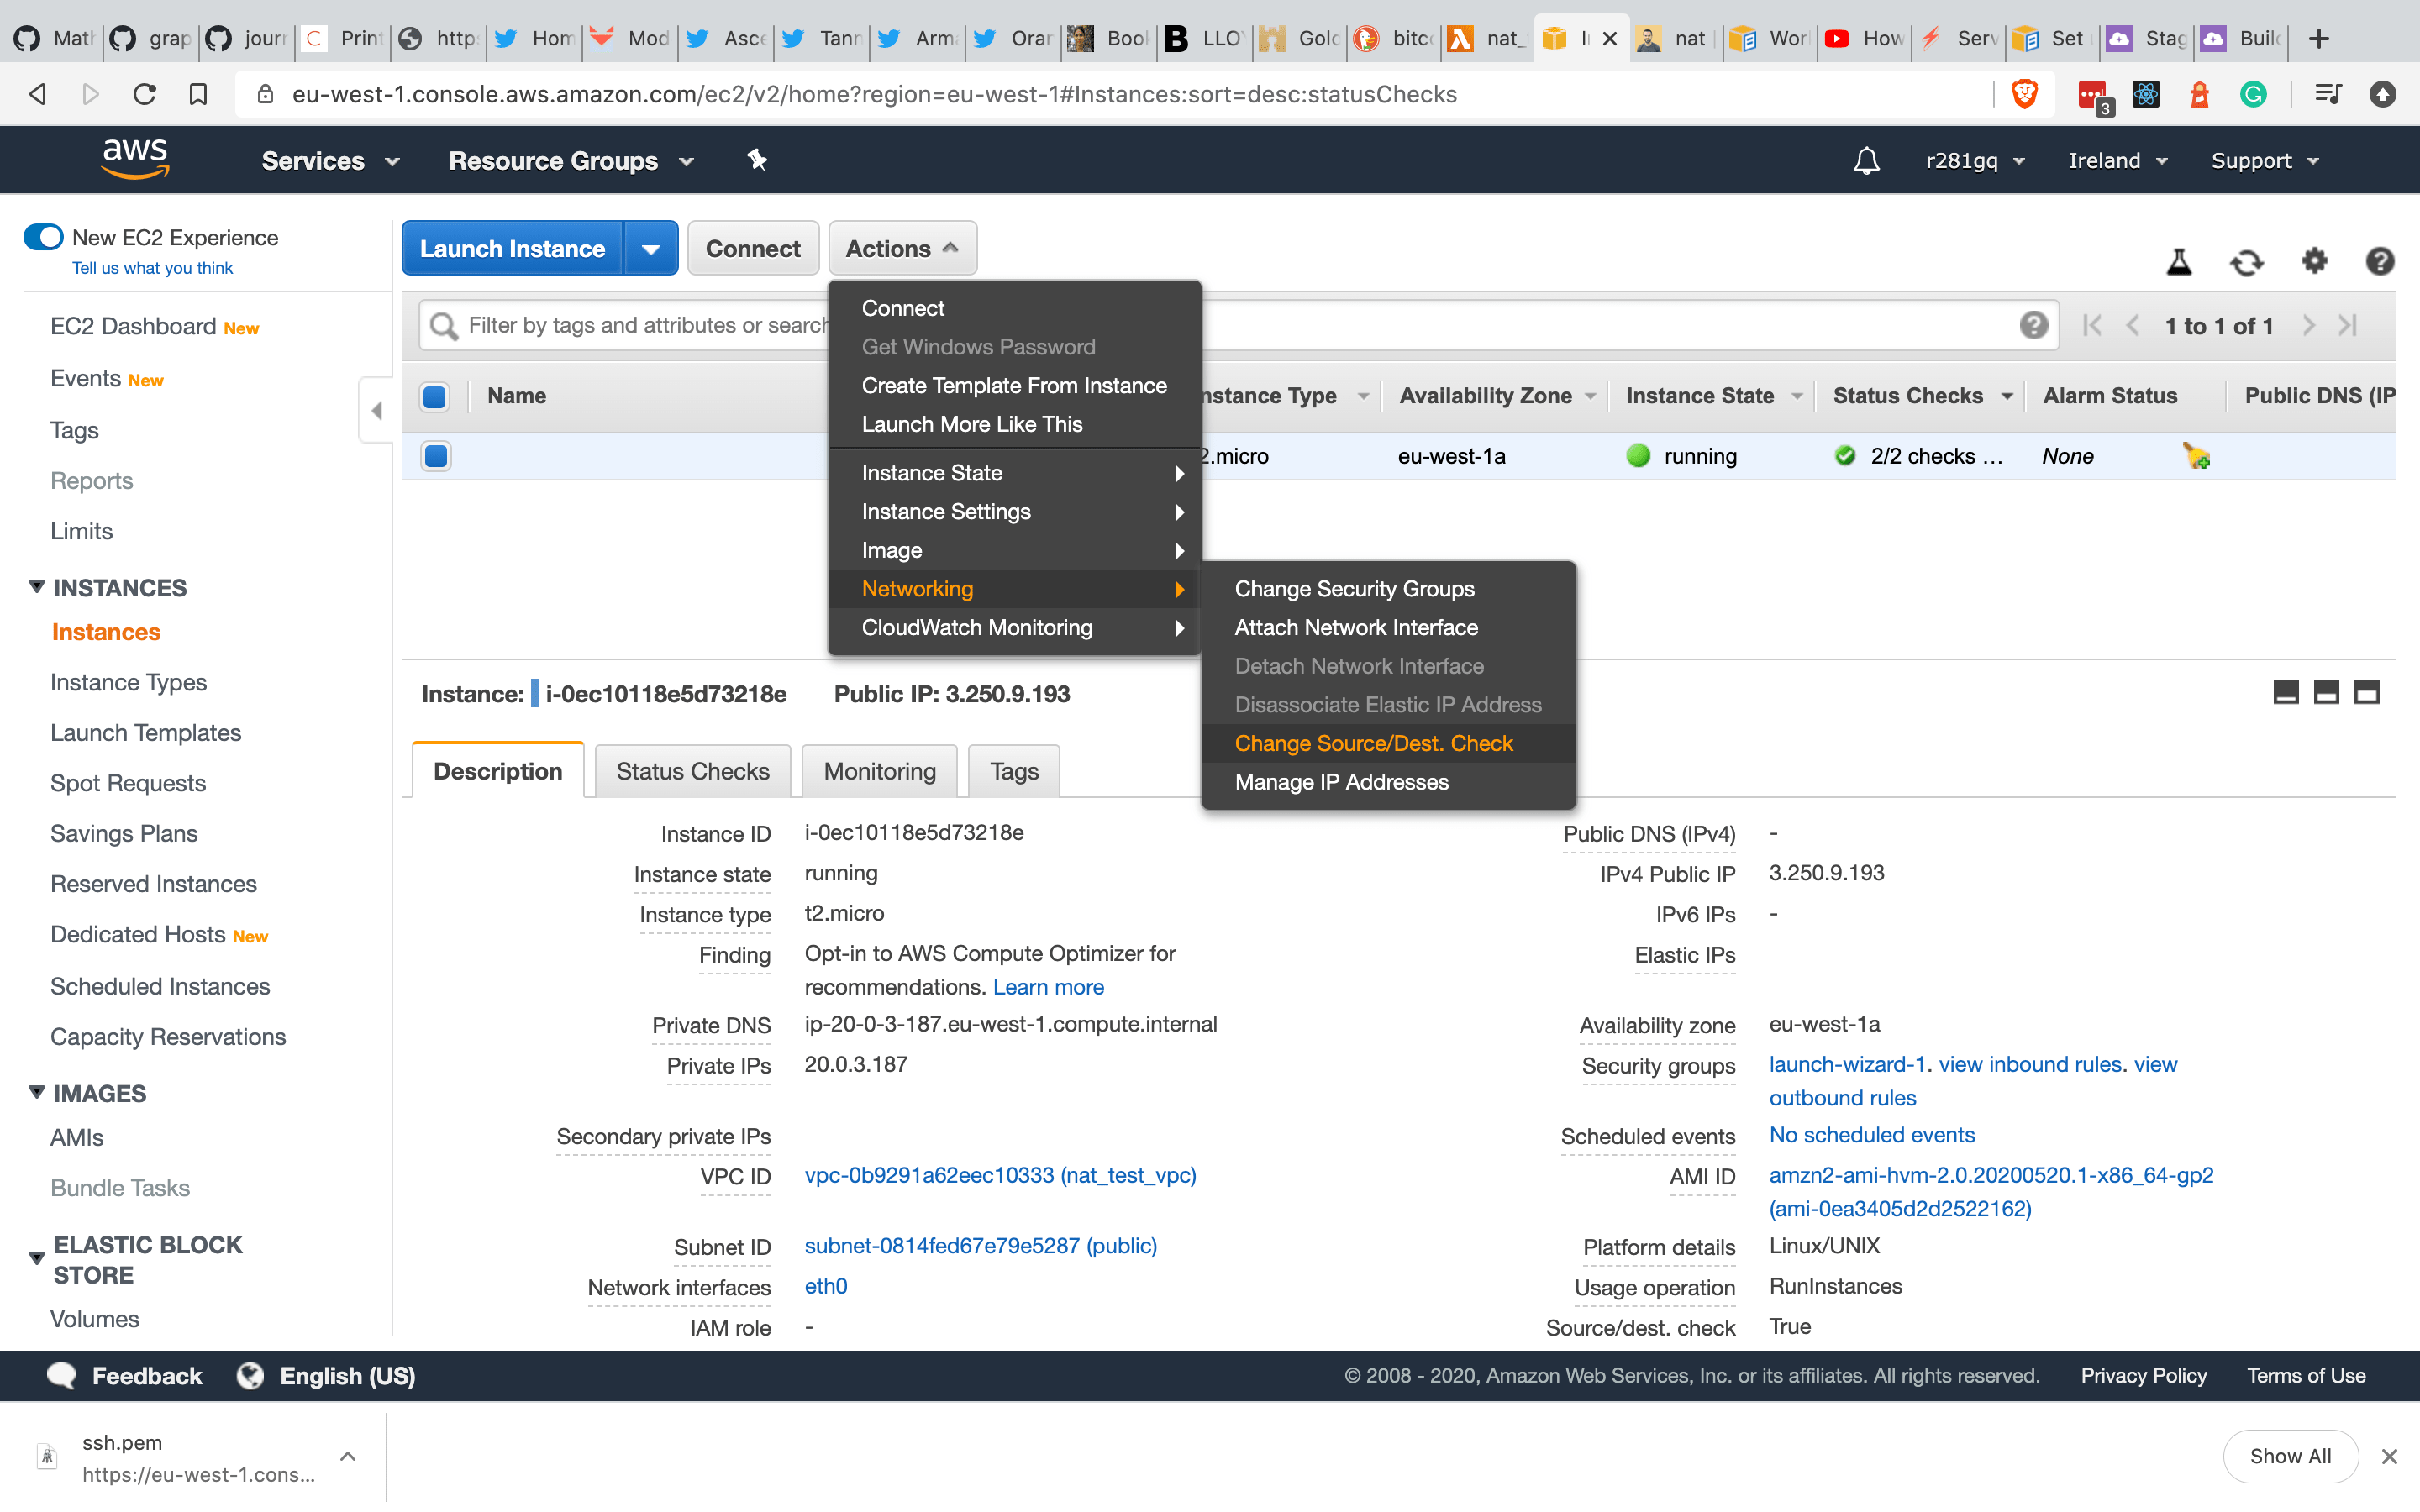 Math
grap
journ
Print
http
Hom
Mod
Asce
Tann
Arma
Oran
Book
LLO
Gold
bitco
nat_
nat
Wor
How
Serv
Set
Stag
Build
eu-west-1.console.aws.amazon.com/ec2/v2/home?region=eu-west-1#Instances:sort=desc:statusChecks
3
aws
Services
Resource Groups
r281gq
Ireland
Support
New EC2 Experience
Tell us what you think
EC2 Dashboard New
Events New
Tags
Reports
Limits
INSTANCES
Instances
Instance Types
Launch Templates
Spot Requests
Savings Plans
Reserved Instances
Dedicated Hosts New
Scheduled Instances
Capacity Reservations
IMAGES
AMIs
Bundle Tasks
ELASTIC BLOCK
STORE
Volumes
Launch Instance
Connect
Actions
Filter by tags and attributes or search
1 to 1 of 1
Name
nstance Type
Availability Zone
Instance State
Status Checks
Alarm Status
Public DNS (IP
2.micro
eu-west-1a
running
2/2 checks ...
None
Connect
Get Windows Password
Create Template From Instance
Launch More Like This
Instance State
Instance Settings
Image
Networking
CloudWatch Monitoring
Change Security Groups
Attach Network Interface
Detach Network Interface
Disassociate Elastic IP Address
Change Source/Dest. Check
Manage IP Addresses
Instance: i-0ec10118e5d73218e Public IP: 3.250.9.193
Description
Status Checks
Monitoring
Tags
Instance ID i-0ec10118e5d73218e
Instance state running
Instance type t2.micro
Finding Opt-in to AWS Compute Optimizer for
recommendations. Learn more
Private DNS ip-20-0-3-187.eu-west-1.compute.internal
Private IPs 20.0.3.187
Secondary private IPs
VPC ID vpc-0b9291a62eec10333 (nat_test_vpc)
Subnet ID subnet-0814fed67e79e5287 (public)
Network interfaces eth0
IAM role -
Public DNS (IPv4) -
IPv4 Public IP 3.250.9.193
IPv6 IPs -
Elastic IPs
Availability zone eu-west-1a
Security groups launch-wizard-1. view inbound rules. view
outbound rules
Scheduled events No scheduled events
AMI ID amzn2-ami-hvm-2.0.20200520.1-x86_64-gp2
(ami-0ea3405d2d2522162)
Platform details Linux/UNIX
Usage operation RunInstances
Source/dest. check True
Feedback
English (US)
© 2008 - 2020, Amazon Web Services, Inc. or its affiliates. All rights reserved.
Privacy Policy
Terms of Use
ssh.pem
https://eu-west-1.cons...
Show All